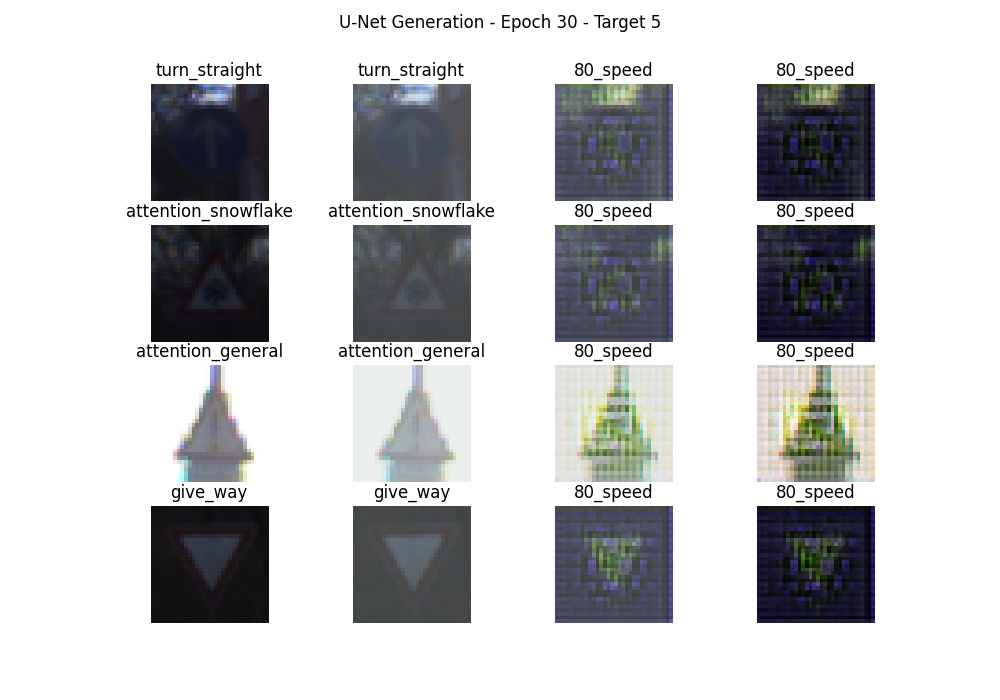 U-Net Generation - Epoch 30 - Target 5
turn_straight turn_straight 80_speed 80_speed
attention_snowflake attention_snowflake 80_speed 80_speed
attention_general attention_general 80_speed 80_speed
give_way give_way 80_speed 80_speed